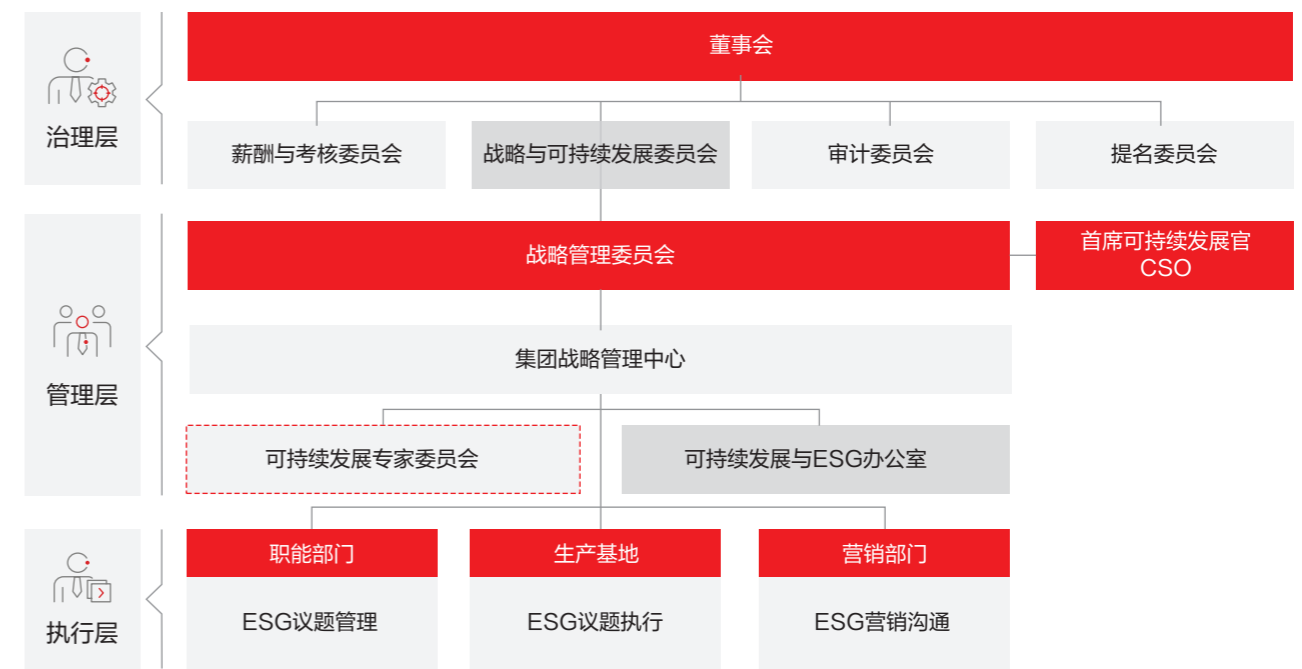 治理层
董事会
薪酬与考核委员会
战略与可持续发展委员会
审计委员会
提名委员会
管理层
战略管理委员会
首席可持续发展官
CSO
集团战略管理中心
可持续发展专家委员会
可持续发展与ESG办公室
执行层
职能部门
ESG议题管理
生产基地
ESG议题执行
营销部门
ESG营销沟通